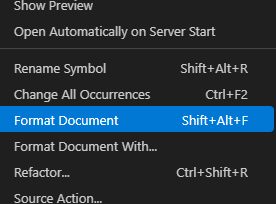 Show Preview
Open Automatically on Server Start
Rename Symbol Shift+Alt+R
Change All Occurrences Ctrl+F2
Format Document Shift+Alt+F
Format Document With...
Refactor... Ctrl+Shift+R
Source Action...